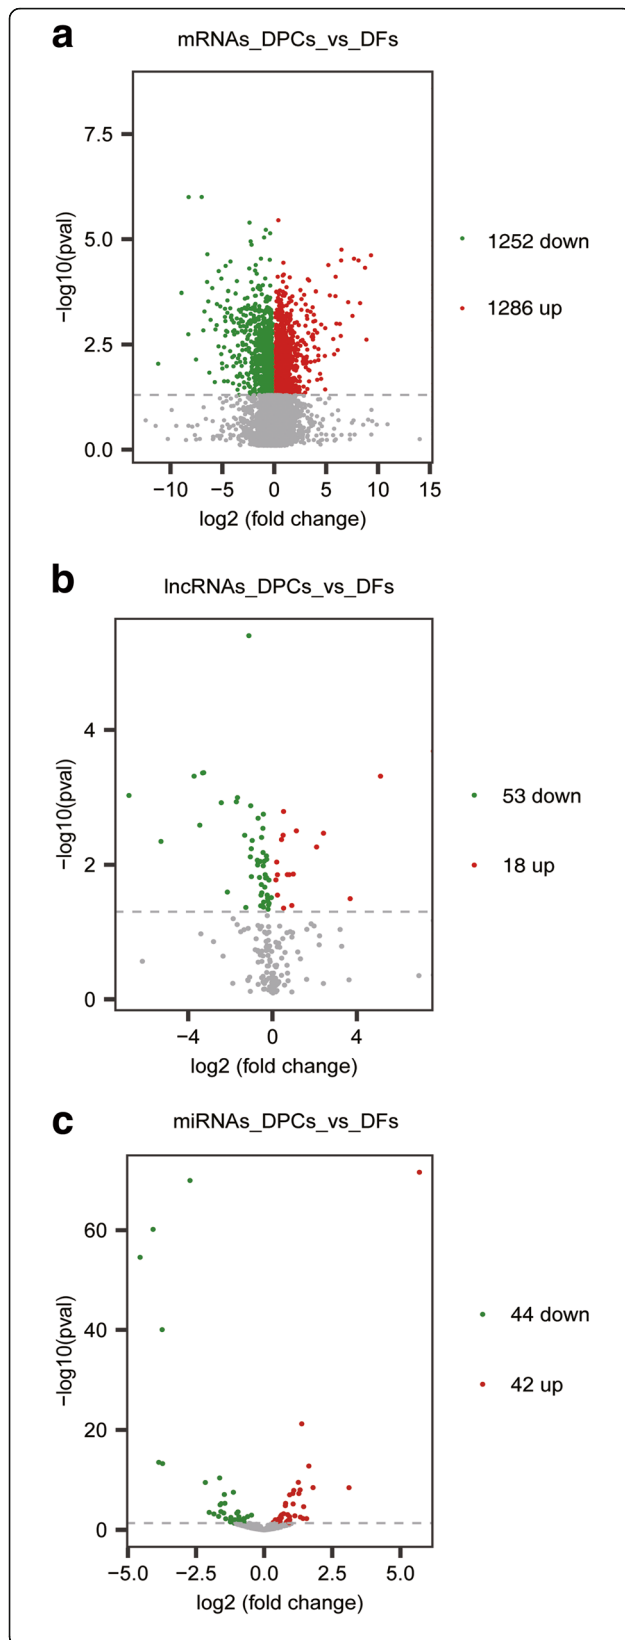 a
mRNAs_DPCs_vs_DFs
7.5
5.0
2.5
0.0
−log10(pval)
−10 −5 0 5 10 15
log2 (fold change)
1252 down
1286 up
b
lncRNAs_DPCs_vs_DFs
4
2
0
−log10(pval)
−4 0 4
log2 (fold change)
53 down
18 up
c
miRNAs_DPCs_vs_DFs
60
40
20
0
−log10(pval)
−5.0 −2.5 0.0 2.5 5.0
log2 (fold change)
44 down
42 up